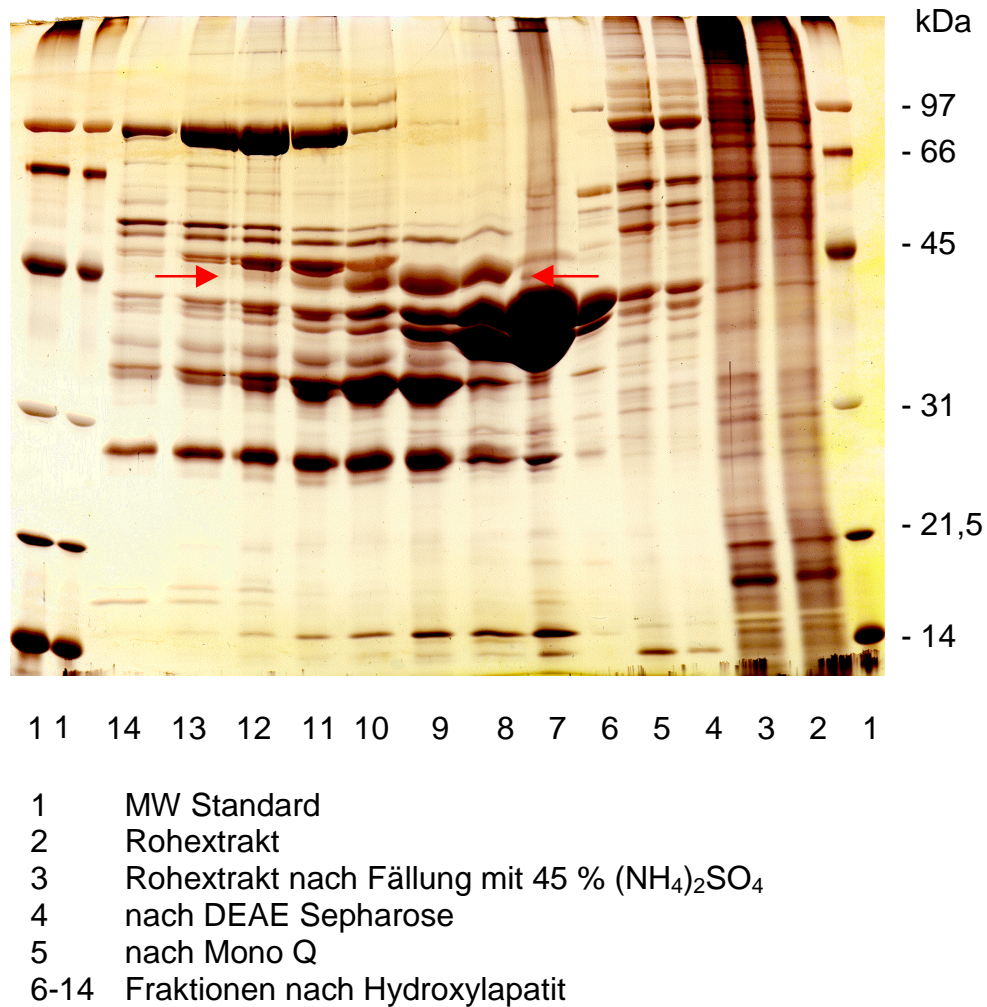 kDa
- 97
- 66
- 45
- 31
- 21,5
- 14
1 1 14 13 12 11 10 9 8 7 6 5 4 3 2 1
1 MW Standard
2 Rohextrakt
3 Rohextrakt nach Fällung mit 45 % (NH₄)₂SO₄
4 nach DEAE Sepharose
5 nach Mono Q
6-14 Fraktionen nach Hydroxylapatit